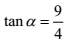 tan α = 9/4